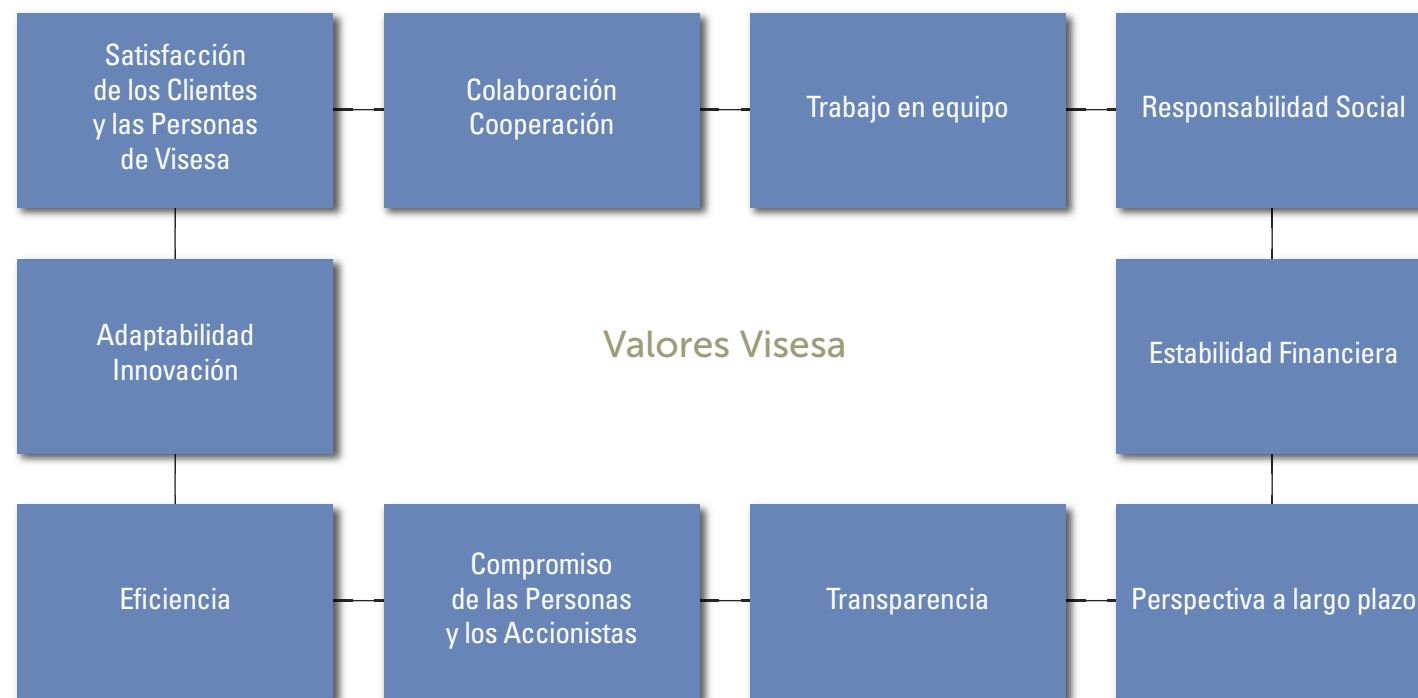 Satisfacción
de los Clientes
y las Personas
de Visesa
Colaboración
Cooperación
Trabajo en equipo
Responsabilidad Social
Adaptabilidad
Innovación
Valores Visesa
Estabilidad Financiera
Eficiencia
Compromiso
de las Personas
y los Accionistas
Transparencia
Perspectiva a largo plazo